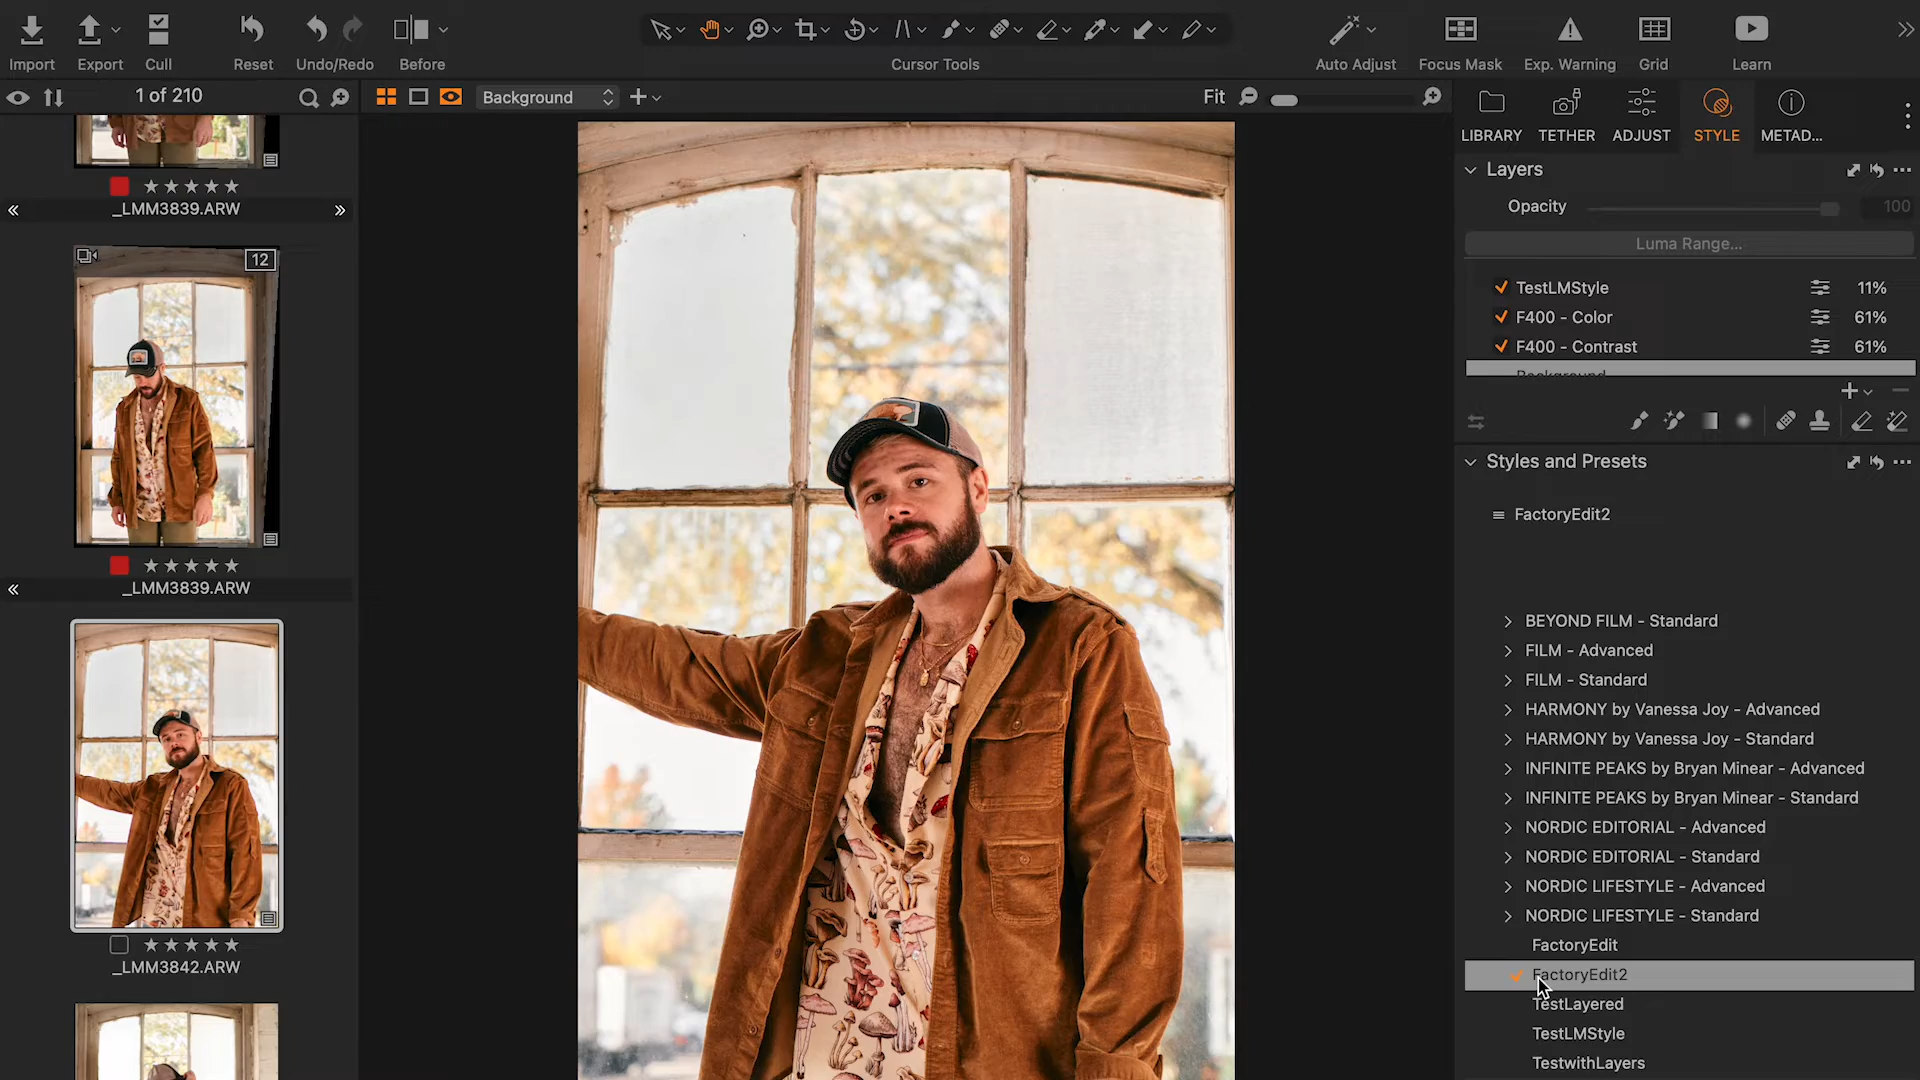 Import
Export
Cull
Reset
Undo/Redo
Before
Cursor Tools
Auto Adjust
Focus Mask
Exp. Warning
Grid
Learn
1 of 210
Background
Fit
LIBRARY
TETHER
ADJUST
STYLE
METAD...
_LMM3839.ARW
12
_LMM3839.ARW
_LMM3842.ARW
Layers
Opacity
100
Luma Range...
TestLMStyle 11%
F400 - Color 61%
F400 - Contrast 61%
Background
Styles and Presets
FactoryEdit2
BEYOND FILM - Standard
FILM - Advanced
FILM - Standard
HARMONY by Vanessa Joy - Advanced
HARMONY by Vanessa Joy - Standard
INFINITE PEAKS by Bryan Minear - Advanced
INFINITE PEAKS by Bryan Minear - Standard
NORDIC EDITORIAL - Advanced
NORDIC EDITORIAL - Standard
NORDIC LIFESTYLE - Advanced
NORDIC LIFESTYLE - Standard
FactoryEdit
FactoryEdit2
TestLayered
TestLMStyle
TestwithLayers